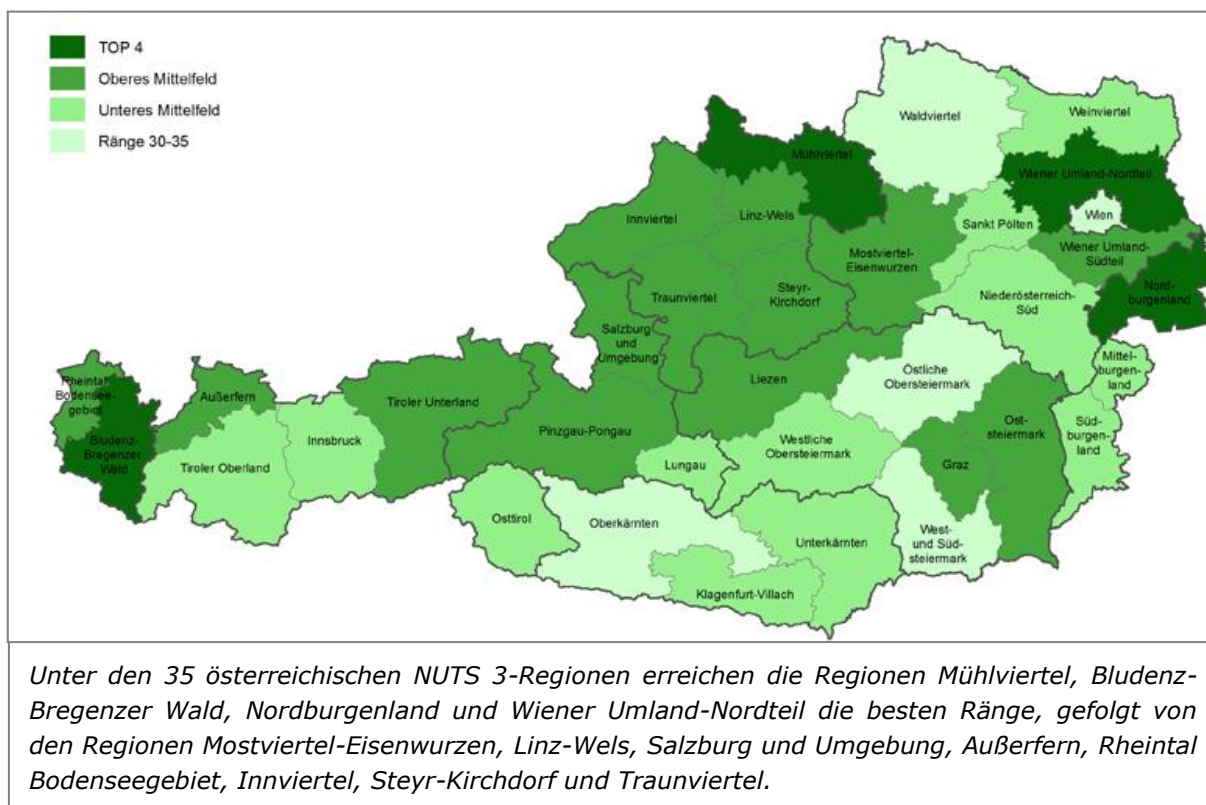 TOP 4
Oberes Mittelfeld
Unteres Mittelfeld
Ränge 30-35
Waldviertel
Weinviertel
Mühlviertel
Wiener Umland-Nordteil
Wien
Innviertel
Linz-Wels
Sankt Pölten
Mostviertel-
Eisenwurzen
Wiener Umland-
Südteil
Nord-
burgenland
Traunviertel
Steyr-
Kirchdorf
Niederösterreich-
Süd
Salzburg
und
Umgebung
Mittel-
burgen-
land
Östliche
Obersteiermark
Liezen
Rheintal-
Bodensee-
gebiet
Außerfern
Tiroler Unterland
Bludenz-
Bregenzer
Wald
Tiroler Oberland
Innsbruck
Pinzgau-Pongau
Lungau
Westliche
Obersteiermark
Graz
Ost-
steiermark
Süd-
burgen-
land
Osttirol
Oberkärnten
Unterkärnten
West-
und Süd-
steiermark
Klagenfurt-Villach
Unter den 35 österreichischen NUTS 3-Regionen erreichen die Regionen Mühlviertel, Bludenz-
Bregenzer Wald, Nordburgenland und Wiener Umland-Nordteil die besten Ränge, gefolgt von
den Regionen Mostviertel-Eisenwurzen, Linz-Wels, Salzburg und Umgebung, Außerfern, Rheintal
Bodenseegebiet, Innviertel, Steyr-Kirchdorf und Traunviertel.